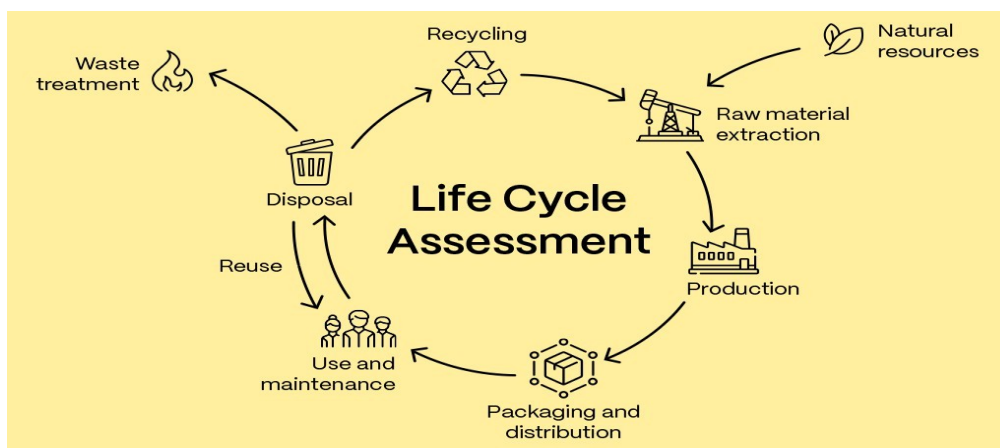 Recycling
Natural
resources
Waste
treatment
Raw material
extraction
Disposal
Life Cycle
Assessment
Reuse
Production
Use and
maintenance
Packaging and
distribution